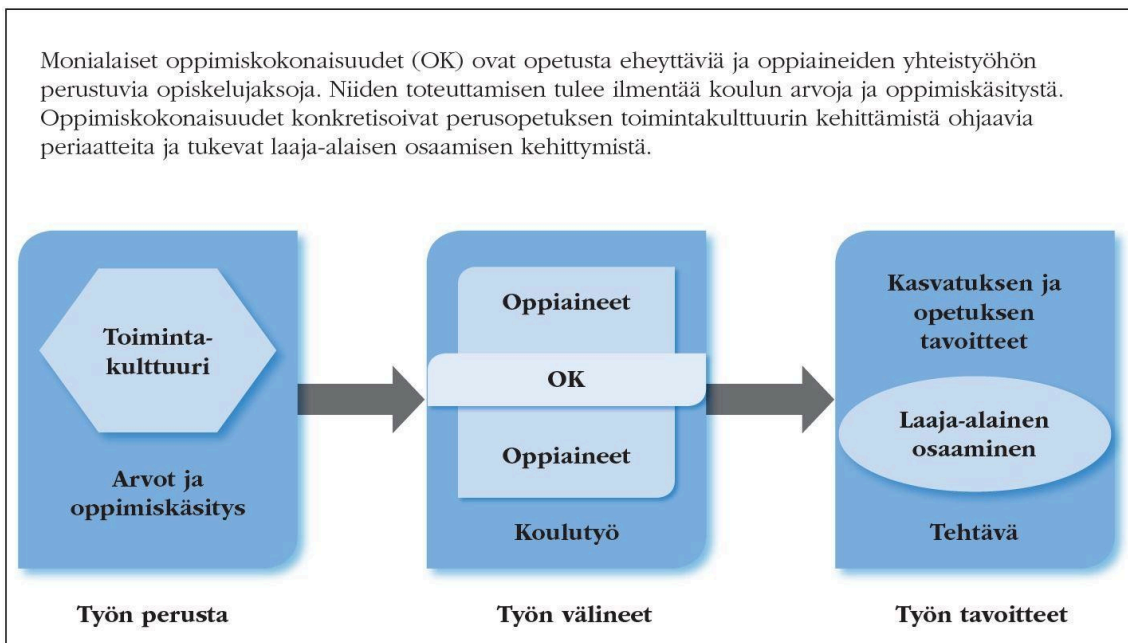 Monialaiset oppimiskokonaisuudet (OK) ovat opetusta eheyttäviä ja oppiaineiden yhteistyöhön
perustuvia opiskelujaksoja. Niiden toteuttamisen tulee ilmentää koulun arvoja ja oppimiskäsitystä.
Oppimiskokonaisuudet konkretisoivat perusopetuksen toimintakulttuurin kehittämistä ohjaavia
periaatteita ja tukevat laaja-alaisen osaamisen kehittymistä.
Toiminta-
kulttuuri
Arvot ja
oppimiskäsitys
Työn perusta
Oppiaineet
OK
Oppiaineet
Koulutyö
Työn välineet
Kasvatuksen ja
opetuksen
tavoitteet
Laaja-alainen
osaaminen
Tehtävä
Työn tavoitteet